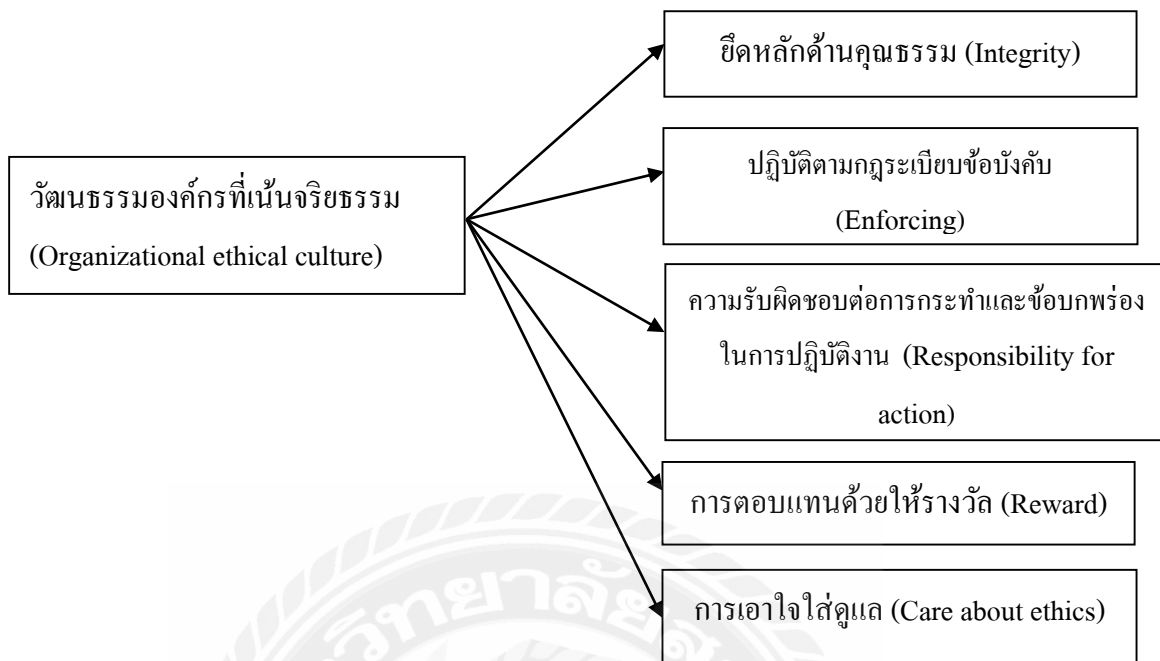 ยึดหลักด้านคุณธรรม (Integrity)
วัฒนธรรมองค์กรที่เน้นจริยธรรม
(Organizational ethical culture)
ปฏิบัติตามกฎระเบียบข้อบังคับ
(Enforcing)
ความรับผิดชอบต่อการกระทำและข้อบกพร่อง
ในการปฏิบัติงาน (Responsibility for
action)
การตอบแทนด้วยให้รางวัล (Reward)
การเอาใจใส่ดูแล (Care about ethics)